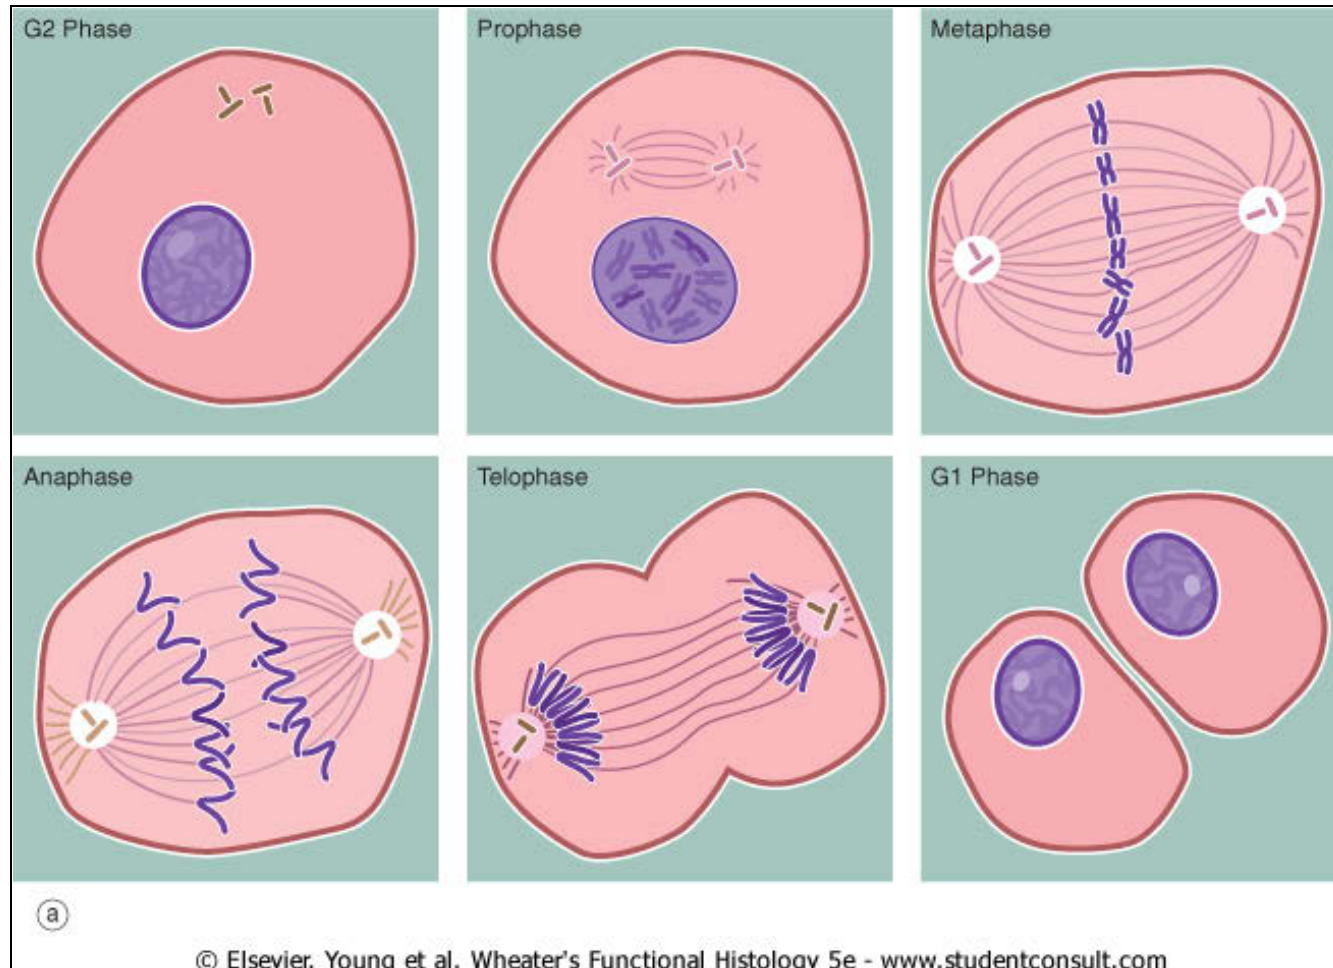 G2 Phase
Prophase
Metaphase
Anaphase
Telophase
G1 Phase
a
© Elsevier. Young et al. Wheater's Functional Histology 5e - www.studentconsult.com